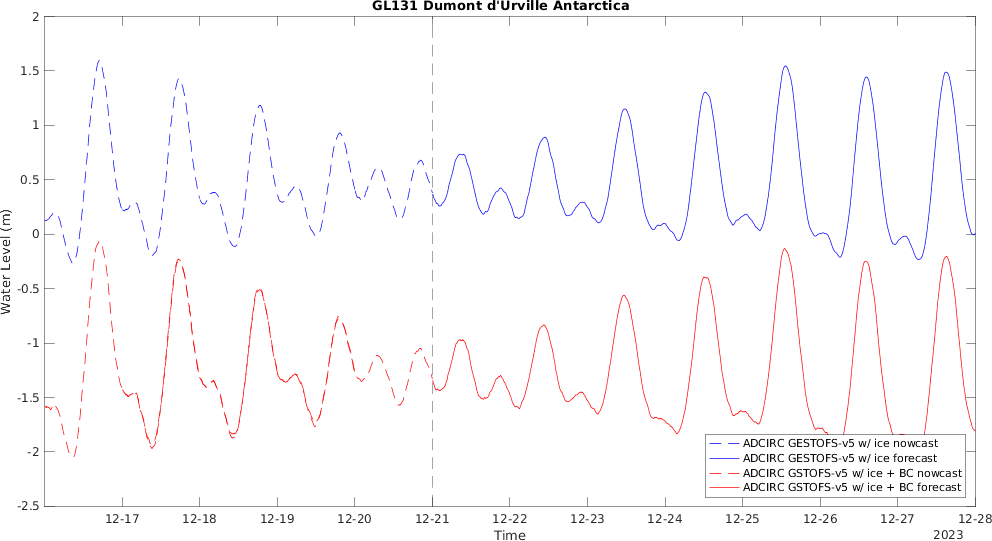 GL131 Dumont d'Urville Antarctica
2
1.5
1
0.5
0
-0.5
-1
-1.5
-2
-2.5
Water Level (m)
ADCIRC GESTOFS-v5 w/ ice nowcast
ADCIRC GESTOFS-v5 w/ ice forecast
ADCIRC GSTOFS-v5 w/ ice + BC nowcast
ADCIRC GSTOFS-v5 w/ ice + BC forecast
12-17 12-18 12-19 12-20 12-21 12-22 12-23 12-24 12-25 12-26 12-27 12-28
Time
2023